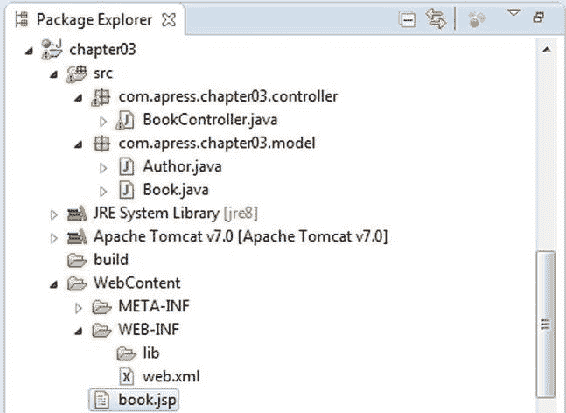 Package Explorer
chapter03
src
com.apress.chapter03.controller
BookController.java
com.apress.chapter03.model
Author.java
Book.java
JRE System Library [jre8]
Apache Tomcat v7.0 [Apache Tomcat v7.0]
build
WebContent
META-INF
WEB-INF
lib
web.xml
book.jsp